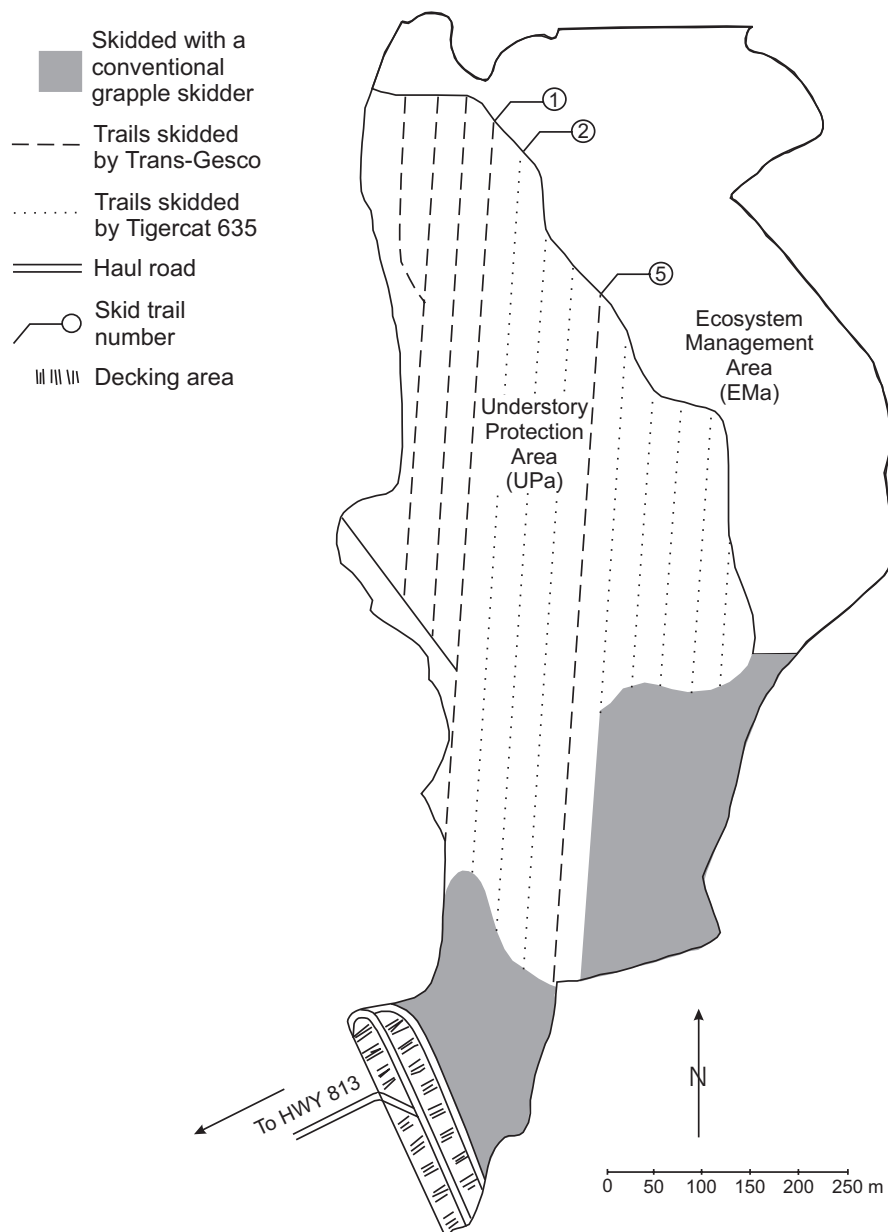 Skidded with a
conventional
grapple skidder
Trails skidded
by Trans-Gesco
Trails skidded
by Tigercat 635
Haul road
Skid trail
number
Decking area
1
2
5
Ecosystem
Management
Area
(EMa)
Understory
Protection
Area
(UPa)
To HWY 813
N
0 50 100 150 200 250 m